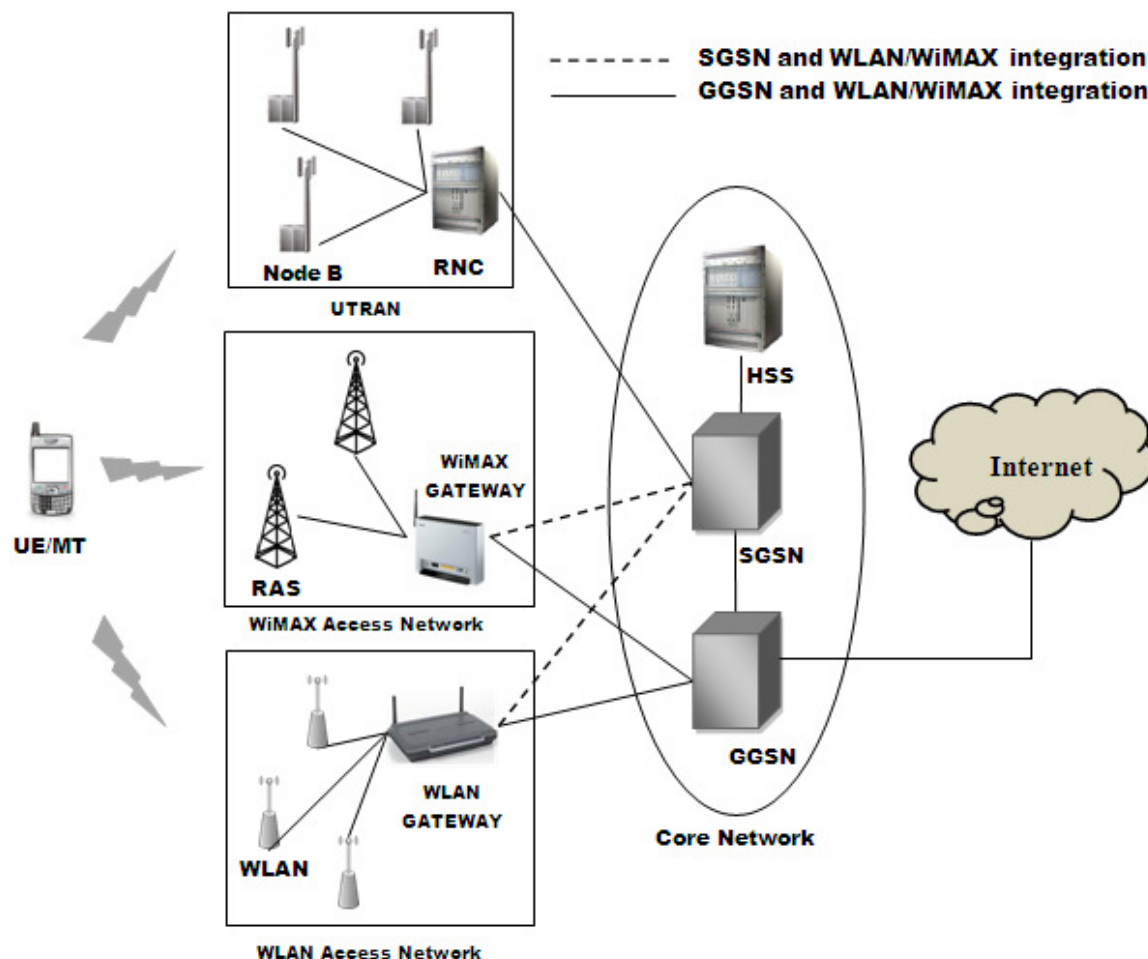 SGSN and WLAN/WiMAX integration
GGSN and WLAN/WiMAX integration
Node B
RNC
UTRAN
HSS
WiMAX
GATEWAY
RAS
WiMAX Access Network
UE/MT
SGSN
Internet
GGSN
WLAN
GATEWAY
WLAN
WLAN Access Network
Core Network